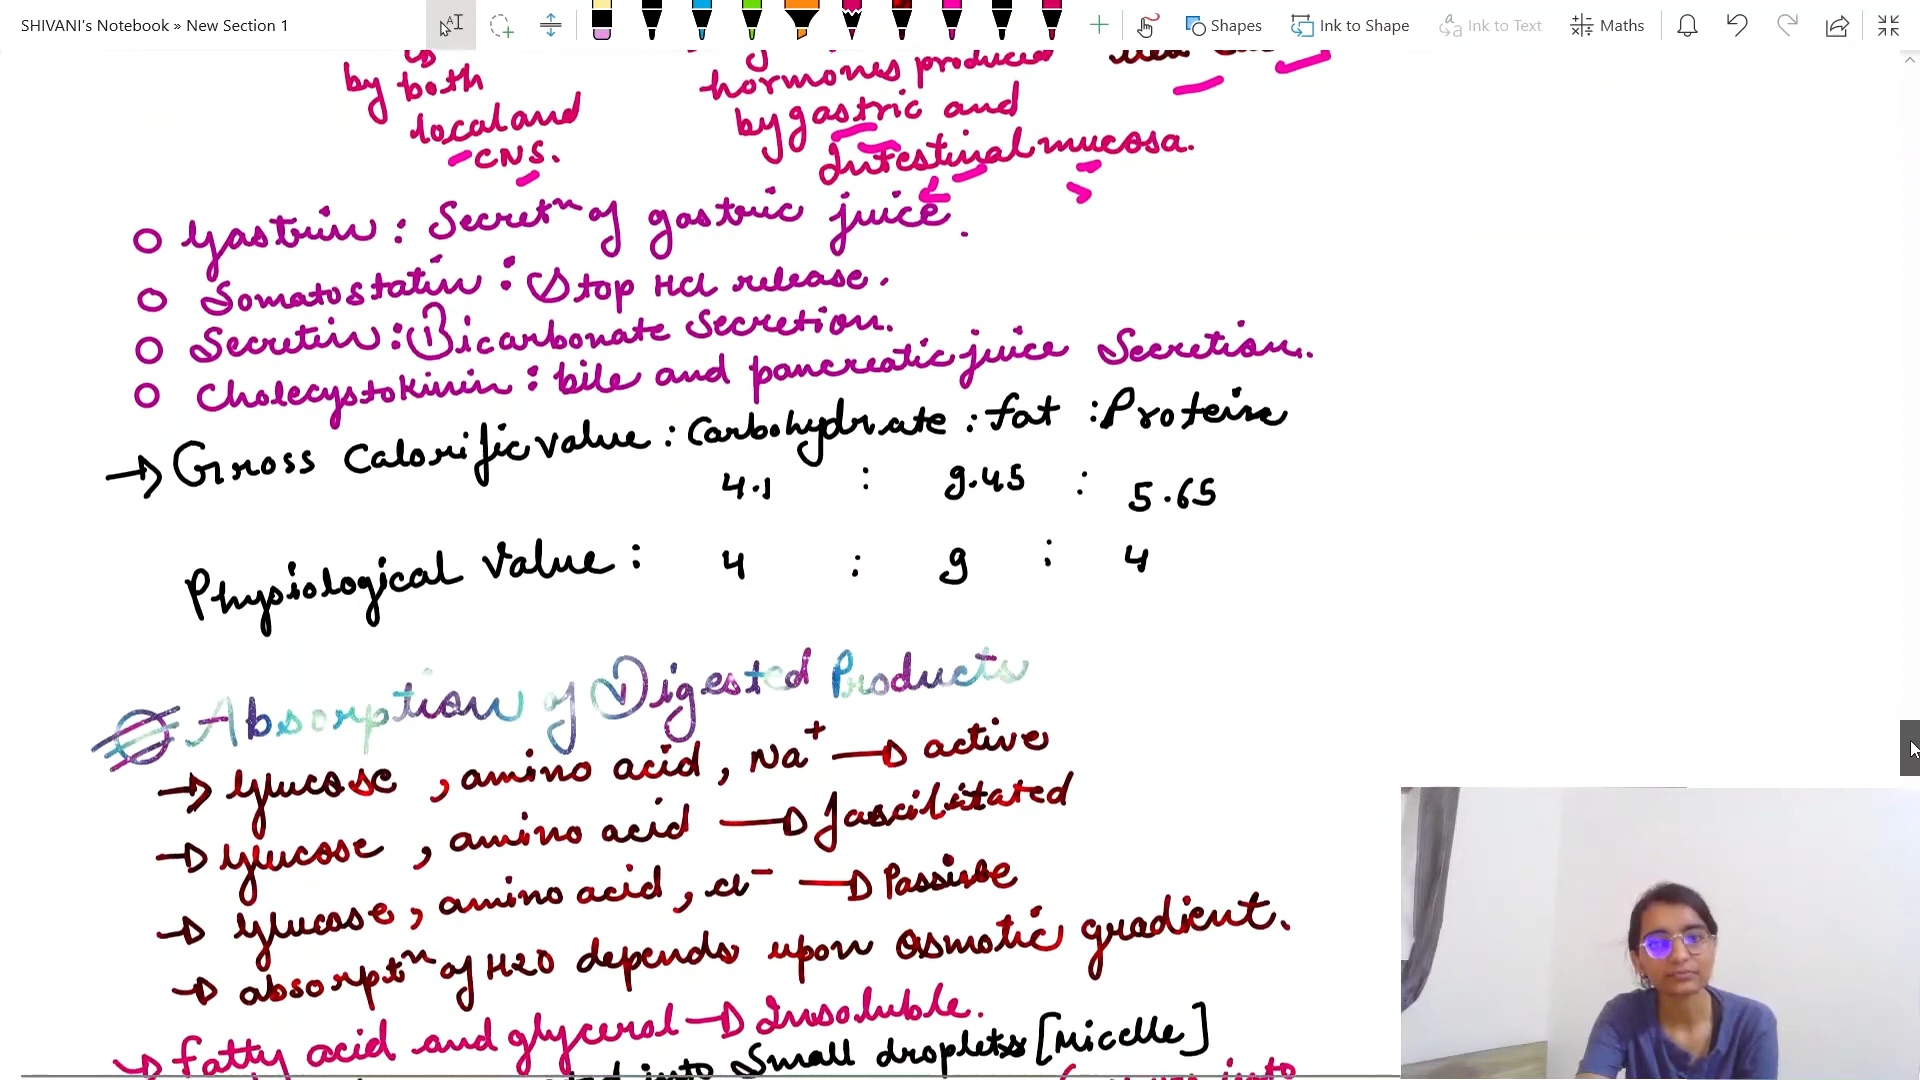 SHIVANI's Notebook » New Section 1
Shapes
Ink to Shape
Ink to Text
Maths
by both
local and
CNS.
hormones produced
by gastric and
Intestinal mucosa.
Gastrin : Secretⁿ of gastric juice.
Somatostatin : Stop HCl release.
Secretin : Bicarbonate Secretion.
Cholecystokinin : bile and pancreatic juice Secretion.
→ Gross Calorific value : Carbohydrate : fat : Protein
4.1 : 9.45 : 5.65
Physiological Value : 4 : 9 : 4
Absorption of Digested Products
→ Glucose, amino acid, Na⁺ → active
→ Glucose, amino acid → fascilitated
→ Glucose, amino acid, Cl⁻ → Passive
→ absorptⁿ of H2O depends upon Osmotic gradient.
→ Fatty acid and glycerol → Insoluble.
into Small droplets [Micelle]